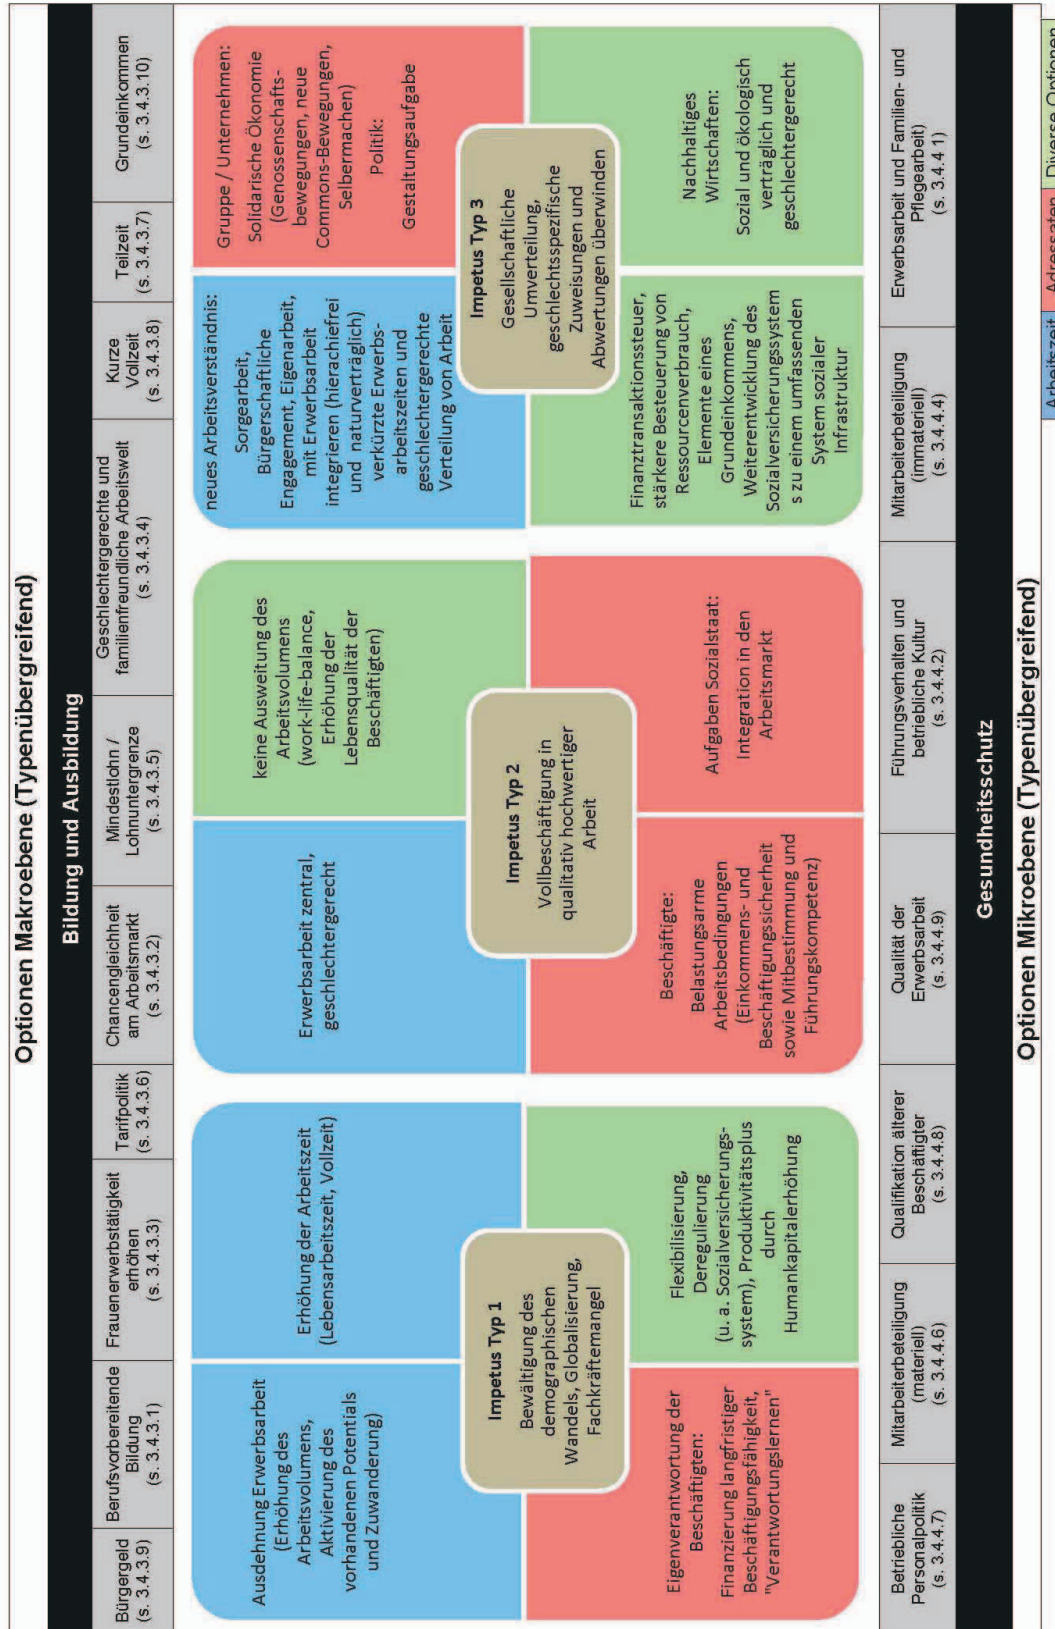 Optionen Makroebene (Typenübergreifend)
Bildung und Ausbildung
Bürgergeld
(s. 3.4.3.9)
Berufsvorbereitende
Bildung
(s. 3.4.3.1)
Frauenerwerbstätigkeit
erhöhen
(s. 3.4.3.3)
Tarifpolitik
(s. 3.4.3.6)
Chancengleichheit
am Arbeitsmarkt
(s. 3.4.3.2)
Mindestlohn /
Lohnuntergrenze
(s. 3.4.3.5)
Geschlechtergerechte und
familienfreundliche Arbeitswelt
(s. 3.4.3.4)
Kurze
Vollzeit
(s. 3.4.3.8)
Teilzeit
(s. 3.4.3.7)
Grundeinkommen
(s. 3.4.3.10)
Ausdehnung Erwerbsarbeit
(Erhöhung des
Arbeitsvolumens,
Aktivierung des
vorhandenen Potentials
und Zuwanderung)
Erhöhung der Arbeitszeit
(Lebensarbeitszeit, Vollzeit)
Impetus Typ 1
Bewältigung des
demographischen
Wandels, Globalisierung,
Fachkräftemangel
Eigenverantwortung der
Beschäftigten:
Finanzierung langfristiger
Beschäftigungsfähigkeit,
"Verantwortungslernen"
Flexibilisierung,
Deregulierung
(u. a. Sozialversicherungs-
system), Produktivitätsplus
durch
Humankapitalerhöhung
Erwerbsarbeit zentral,
geschlechtergerecht
keine Ausweitung des
Arbeitsvolumens
(work-life-balance,
Erhöhung der
Lebensqualität der
Beschäftigten)
Impetus Typ 2
Vollbeschäftigung in
qualitativ hochwertiger
Arbeit
Beschäftigte:
Belastungsarme
Arbeitsbedingungen
(Einkommens- und
Beschäftigungssicherheit
sowie Mitbestimmung und
Führungskompetenz)
Aufgaben Sozialstaat:
Integration in den
Arbeitsmarkt
neues Arbeitsverständnis:
Sorgearbeit,
Bürgerschaftliche
Engagement, Eigenarbeit,
mit Erwerbsarbeit
integrieren (hierachiefrei
und naturverträglich)
verkürzte Erwerbs-
arbeitszeiten und
geschlechtergerechte
Verteilung von Arbeit
Gruppe / Unternehmen:
Solidarische Ökonomie
(Genossenschafts-
bewegungen, neue
Commons-Bewegungen,
Selbermachen)
Politik:
Gestaltungsaufgabe
Impetus Typ 3
Gesellschaftliche
Umverteilung,
geschlechtsspezifische
Zuweisungen und
Abwertungen überwinden
Finanztransaktionssteuer,
stärkere Besteuerung von
Ressourcenverbrauch,
Elemente eines
Grundeinkommens,
Weiterentwicklung des
Sozialversicherungssystem
s zu einem umfassenden
System sozialer
Infrastruktur
Nachhaltiges
Wirtschaften:
Sozial und ökologisch
verträglich und
geschlechtergerecht
Betriebliche
Personalpolitik
(s. 3.4.4.7)
Mitarbeiterbeteiligung
(materiell)
(s. 3.4.4.6)
Qualifikation älterer
Beschäftigter
(s. 3.4.4.8)
Qualität der
Erwerbsarbeit
(s. 3.4.4.9)
Führungsverhalten und
betriebliche Kultur
(s. 3.4.4.2)
Mitarbeiterbeteiligung
(immateriell)
(s. 3.4.4.4)
Erwerbsarbeit und Familien- und
Pflegearbeit)
(s. 3.4.4 1)
Gesundheitsschutz
Optionen Mikroebene (Typenübergreifend)
Arbeitszeit Adressaten Diverse Optionen